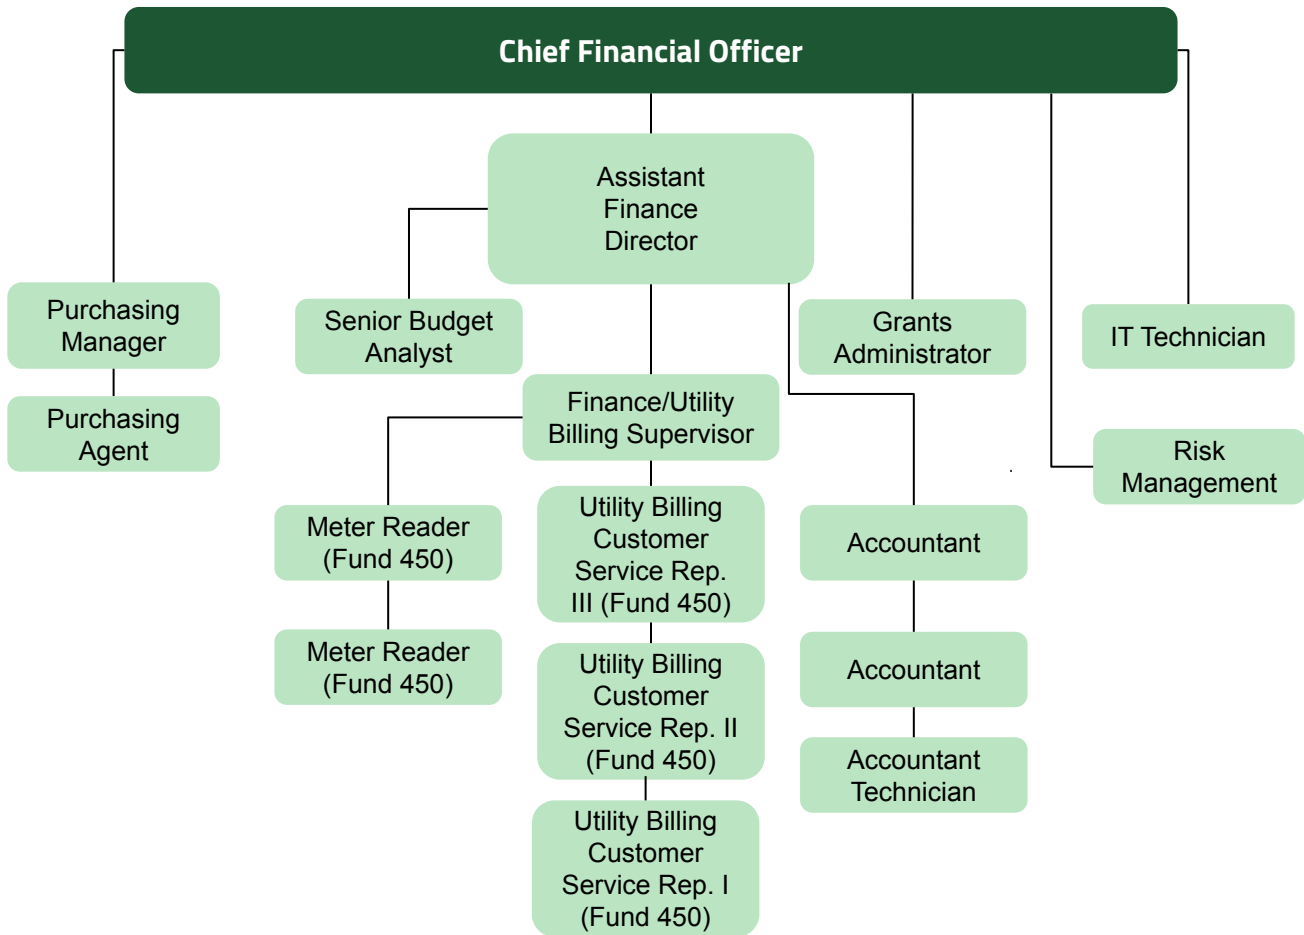 Chief Financial Officer
Assistant
Finance
Director
Purchasing
Manager
Senior Budget
Analyst
Grants
Administrator
IT Technician
Purchasing
Agent
Finance/Utility
Billing Supervisor
Risk
Management
Meter Reader
(Fund 450)
Utility Billing
Customer
Service Rep.
III (Fund 450)
Accountant
Meter Reader
(Fund 450)
Utility Billing
Customer
Service Rep. II
(Fund 450)
Accountant
Accountant
Technician
Utility Billing
Customer
Service Rep. I
(Fund 450)